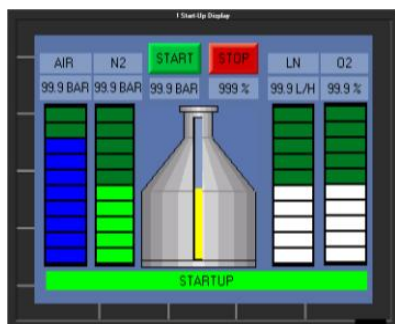 ! Start-Up Display
AIR N2 START STOP LN O2
99.9 BAR 99.9 BAR 99.9 BAR 999 % 99.9 L/H 99.9 %
STARTUP